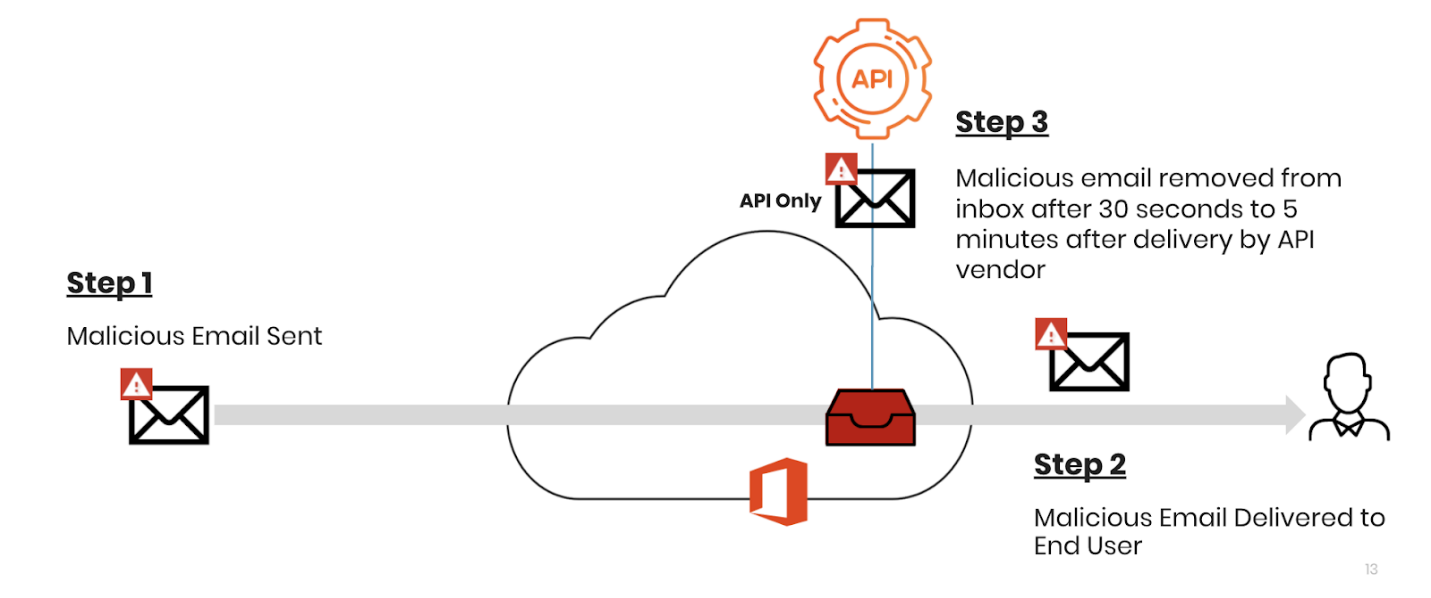 API
Step 3
Malicious email removed from
inbox after 30 seconds to 5
minutes after delivery by API
vendor
API Only
Step 1
Malicious Email Sent
Step 2
Malicious Email Delivered to
End User
13